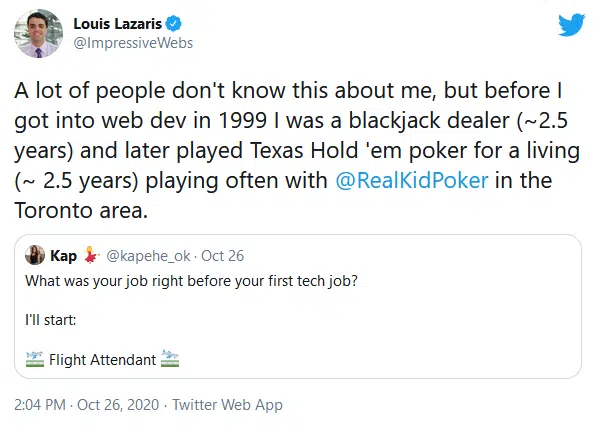 Louis Lazaris
@ImpressiveWebs
A lot of people don't know this about me, but before I
got into web dev in 1999 I was a blackjack dealer (~2.5
years) and later played Texas Hold 'em poker for a living
(~ 2.5 years) playing often with @RealKidPoker in the
Toronto area.
Kap 💃 @kapehe_ok · Oct 26
What was your job right before your first tech job?
I'll start:
🛫 Flight Attendant 🛬
2:04 PM · Oct 26, 2020 · Twitter Web App